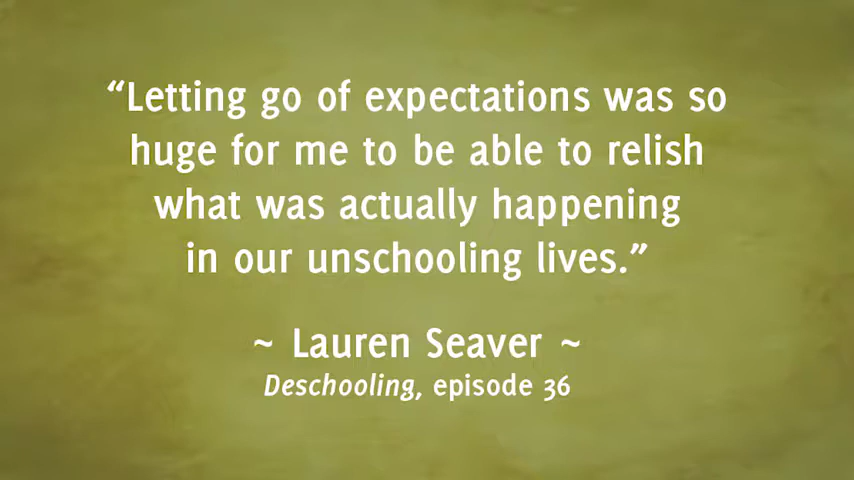 “Letting go of expectations was so
huge for me to be able to relish
what was actually happening
in our unschooling lives.”
~ Lauren Seaver ~
Deschooling, episode 36